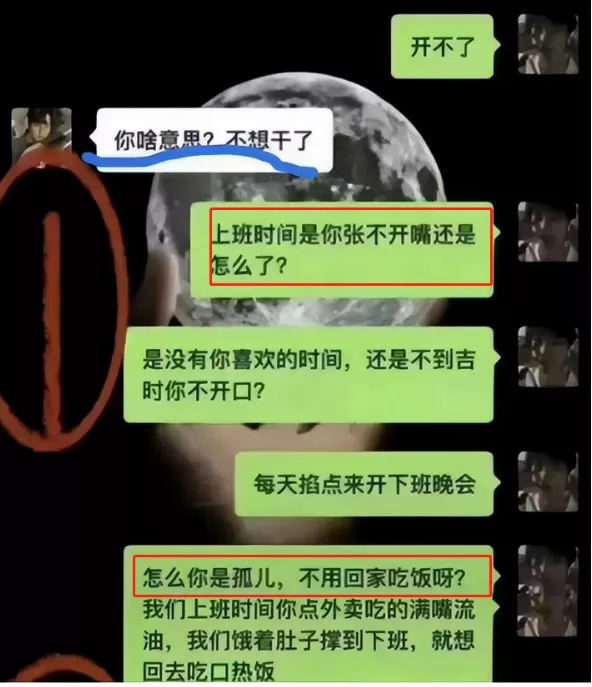 开不了
你啥意思？不想干了
上班时间是你张不开嘴还是
怎么了？
是没有你喜欢的时间，还是不到吉
时你不开口？
每天掐点来开下班晚会
怎么你是孤儿，不用回家吃饭呀？
我们上班时间你点外卖吃的满嘴流
油，我们饿着肚子撑到下班，就想
回去吃口热饭